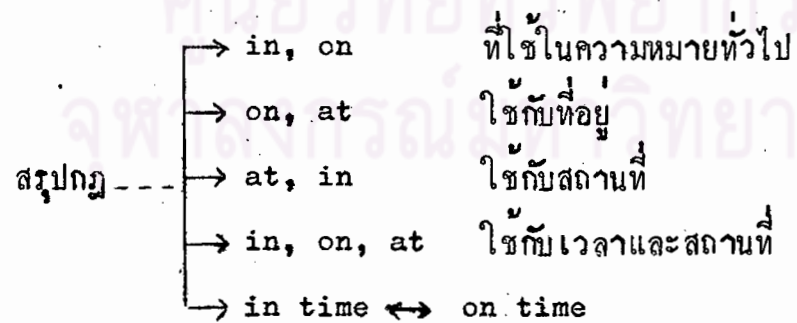 in, on ที่ใช้ในความหมายทั่วไป
on, at ใช้กับที่อยู่
สรุปกฎ at, in ใช้กับสถานที่
in, on, at ใช้กับเวลาและสถานที่
in time ↔ on time